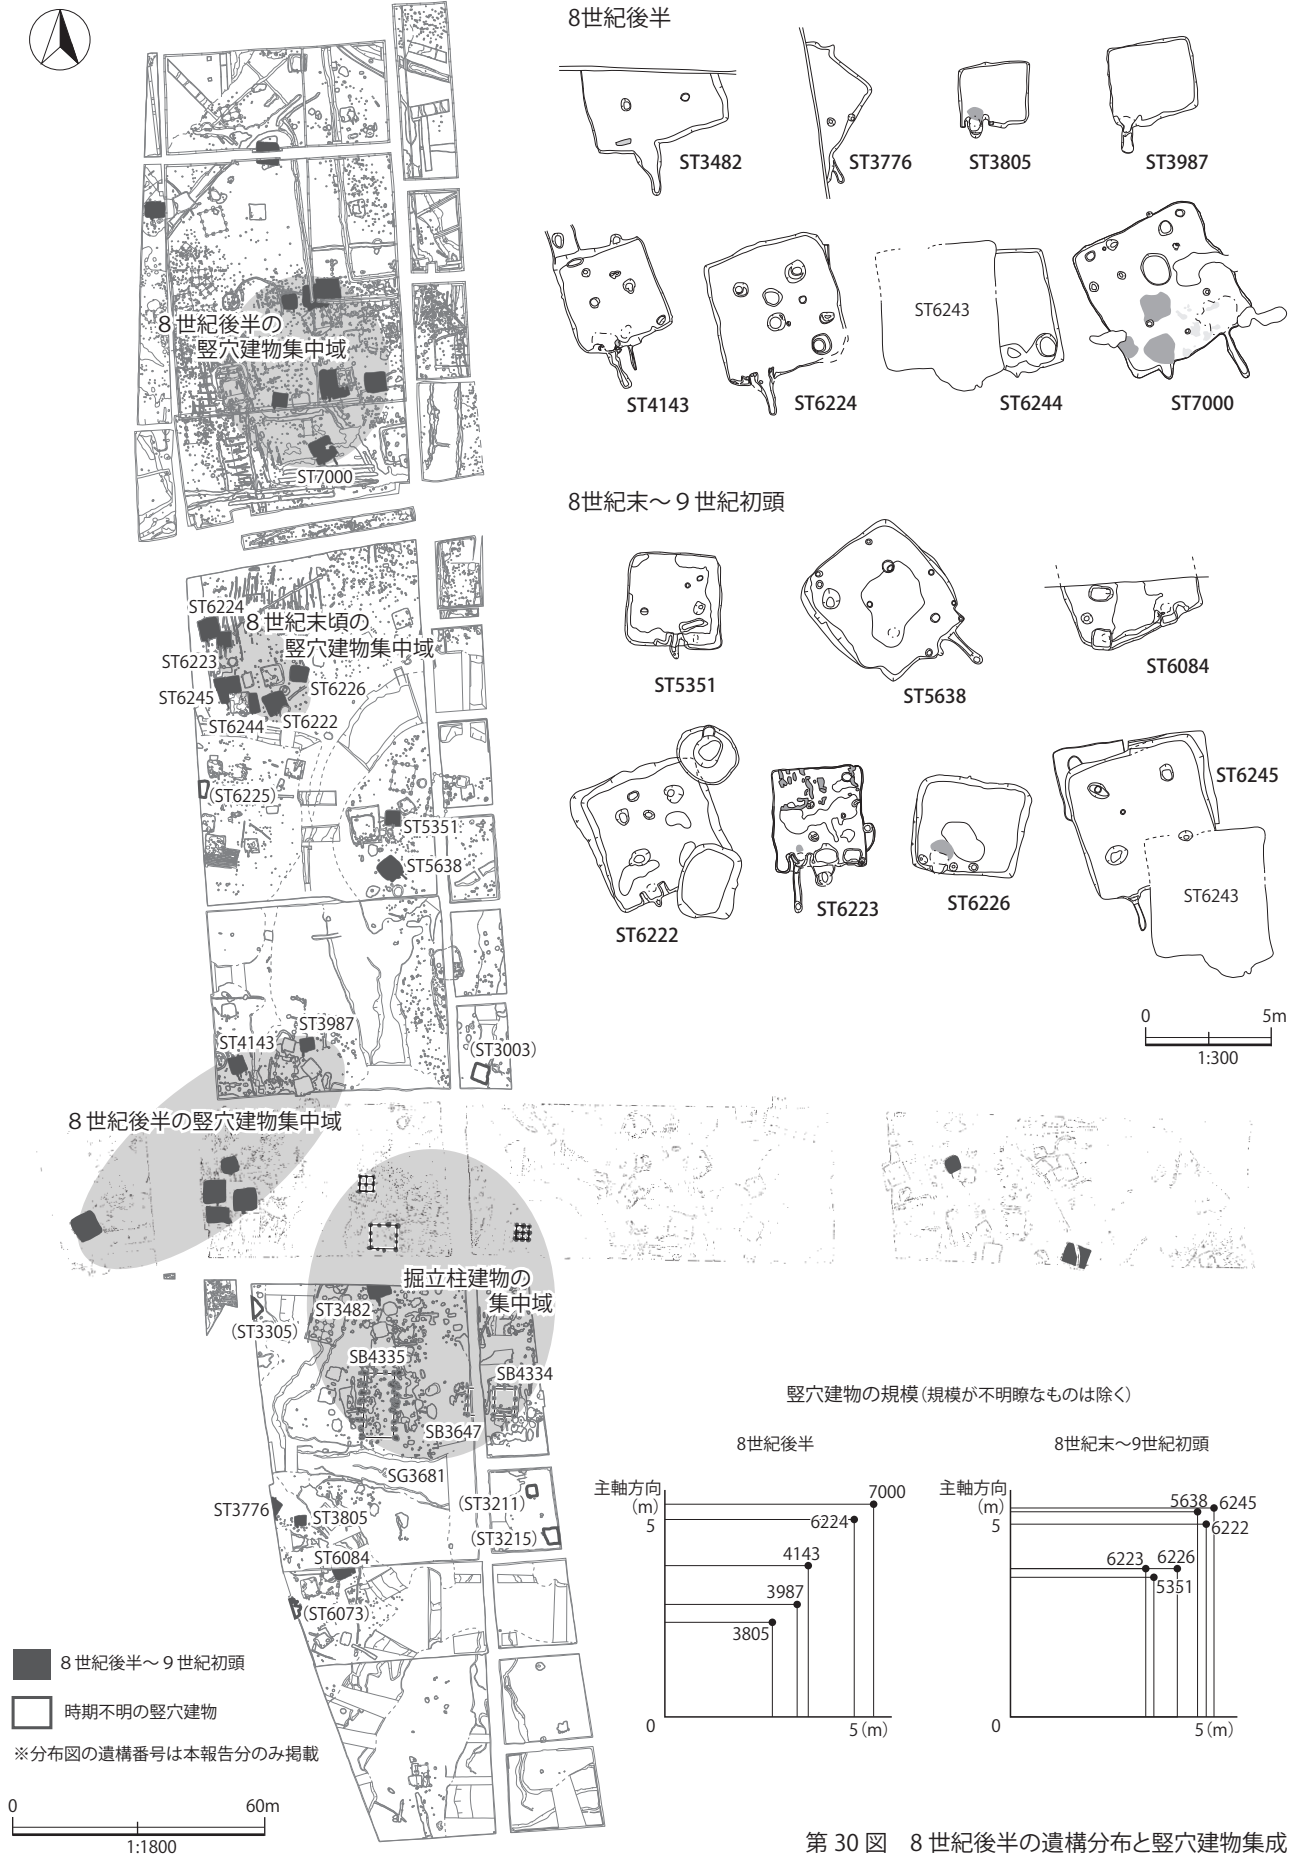 8世紀後半
ST3482
ST3776
ST3805
ST3987
ST4143
ST6224
ST6243
ST6244
ST7000
8世紀末～9世紀初頭
ST5351
ST5638
ST6084
ST6222
ST6223
ST6226
ST6245
ST6243
0 5m
1:300
8世紀後半の
竪穴建物集中域
ST7000
ST6224
8世紀末頃の
竪穴建物集中域
ST6223
ST6245
ST6226
ST6244
ST6222
(ST6225)
ST5351
ST5638
ST3987
ST4143
(ST3003)
8世紀後半の竪穴建物集中域
掘立柱建物の
集中域
ST3482
(ST3305)
SB4335
SB4334
SB3647
SG3681
ST3776
(ST3211)
ST3805
(ST3215)
ST6084
(ST6073)
8世紀後半～9世紀初頭
時期不明の竪穴建物
※分布図の遺構番号は本報告分のみ掲載
0 60m
1:1800
竪穴建物の規模(規模が不明瞭なものは除く)
8世紀後半
主軸方向
(m)
5
7000
6224
4143
3987
3805
0 5(m)
8世紀末～9世紀初頭
主軸方向
(m)
5
5638 6245
6222
6223 6226
5351
0 5(m)
第30図 8世紀後半の遺構分布と竪穴建物集成